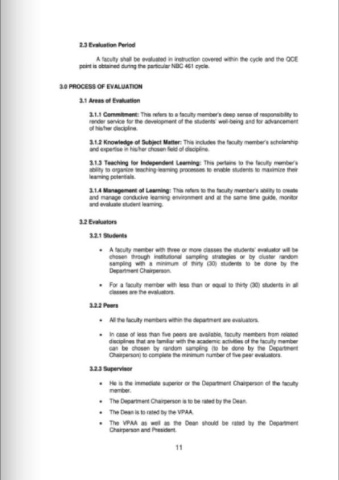 2.3 Evaluation Period
A faculty shall be evaluated in instruction covered within the cycle and the QCE
point is obtained during the particular NBC 461 cycle.
3.0 PROCESS OF EVALUATION
3.1 Areas of Evaluation
3.1.1 Commitment: This refers to a faculty member's deep sense of responsibility to
render service for the development of the students' well-being and for advancement
of his/her discipline.
3.1.2 Knowledge of Subject Matter: This includes the faculty member's scholarship
and expertise in his/her chosen field of discipline.
3.1.3 Teaching for Independent Learning: This pertains to the faculty member's
ability to organize teaching-learning processes to enable students to maximize their
learning potentials.
3.1.4 Management of Learning: This refers to the faculty member's ability to create
and manage conducive learning environment and at the same time guide, monitor
and evaluate student learning.
3.2 Evaluators
3.2.1 Students
• A faculty member with three or more classes the students' evaluator will be
chosen through institutional sampling strategies or by cluster random
sampling with a minimum of thirty (30) students to be done by the
Department Chairperson.
• For a faculty member with less than or equal to thirty (30) students in all
classes are the evaluators.
3.2.2 Peers
• All the faculty members within the department are evaluators.
• In case of less than five peers are available, faculty members from related
disciplines that are familiar with the academic activities of the faculty member
can be chosen by random sampling (to be done by the Department
Chairperson) to complete the minimum number of five peer evaluators.
3.2.3 Supervisor
• He is the immediate superior or the Department Chairperson of the faculty
member.
• The Department Chairperson is to be rated by the Dean.
• The Dean is to rated by the VPAA.
• The VPAA as well as the Dean should be rated by the Department
Chairperson and President.
11